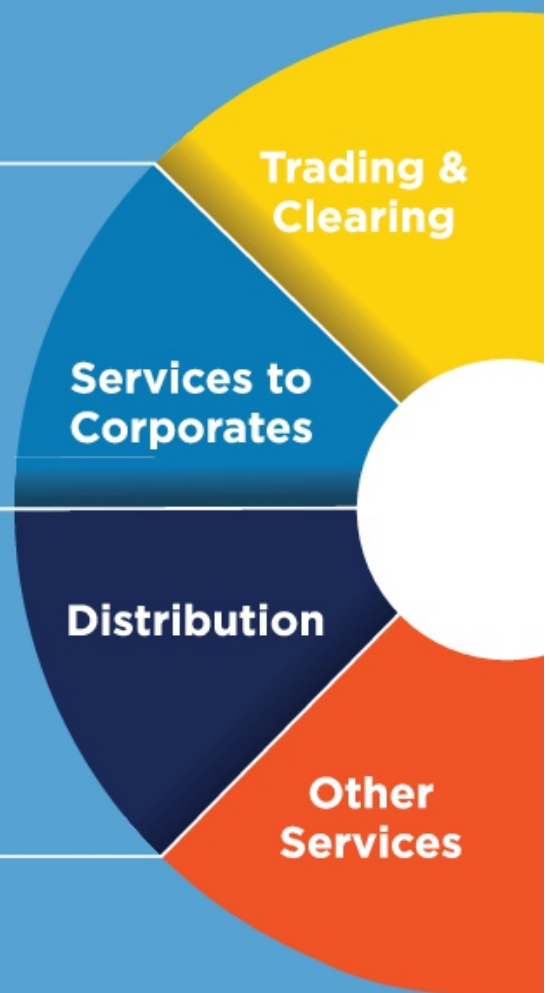 Trading &
Clearing
Services to
Corporates
Distribution
Other
Services